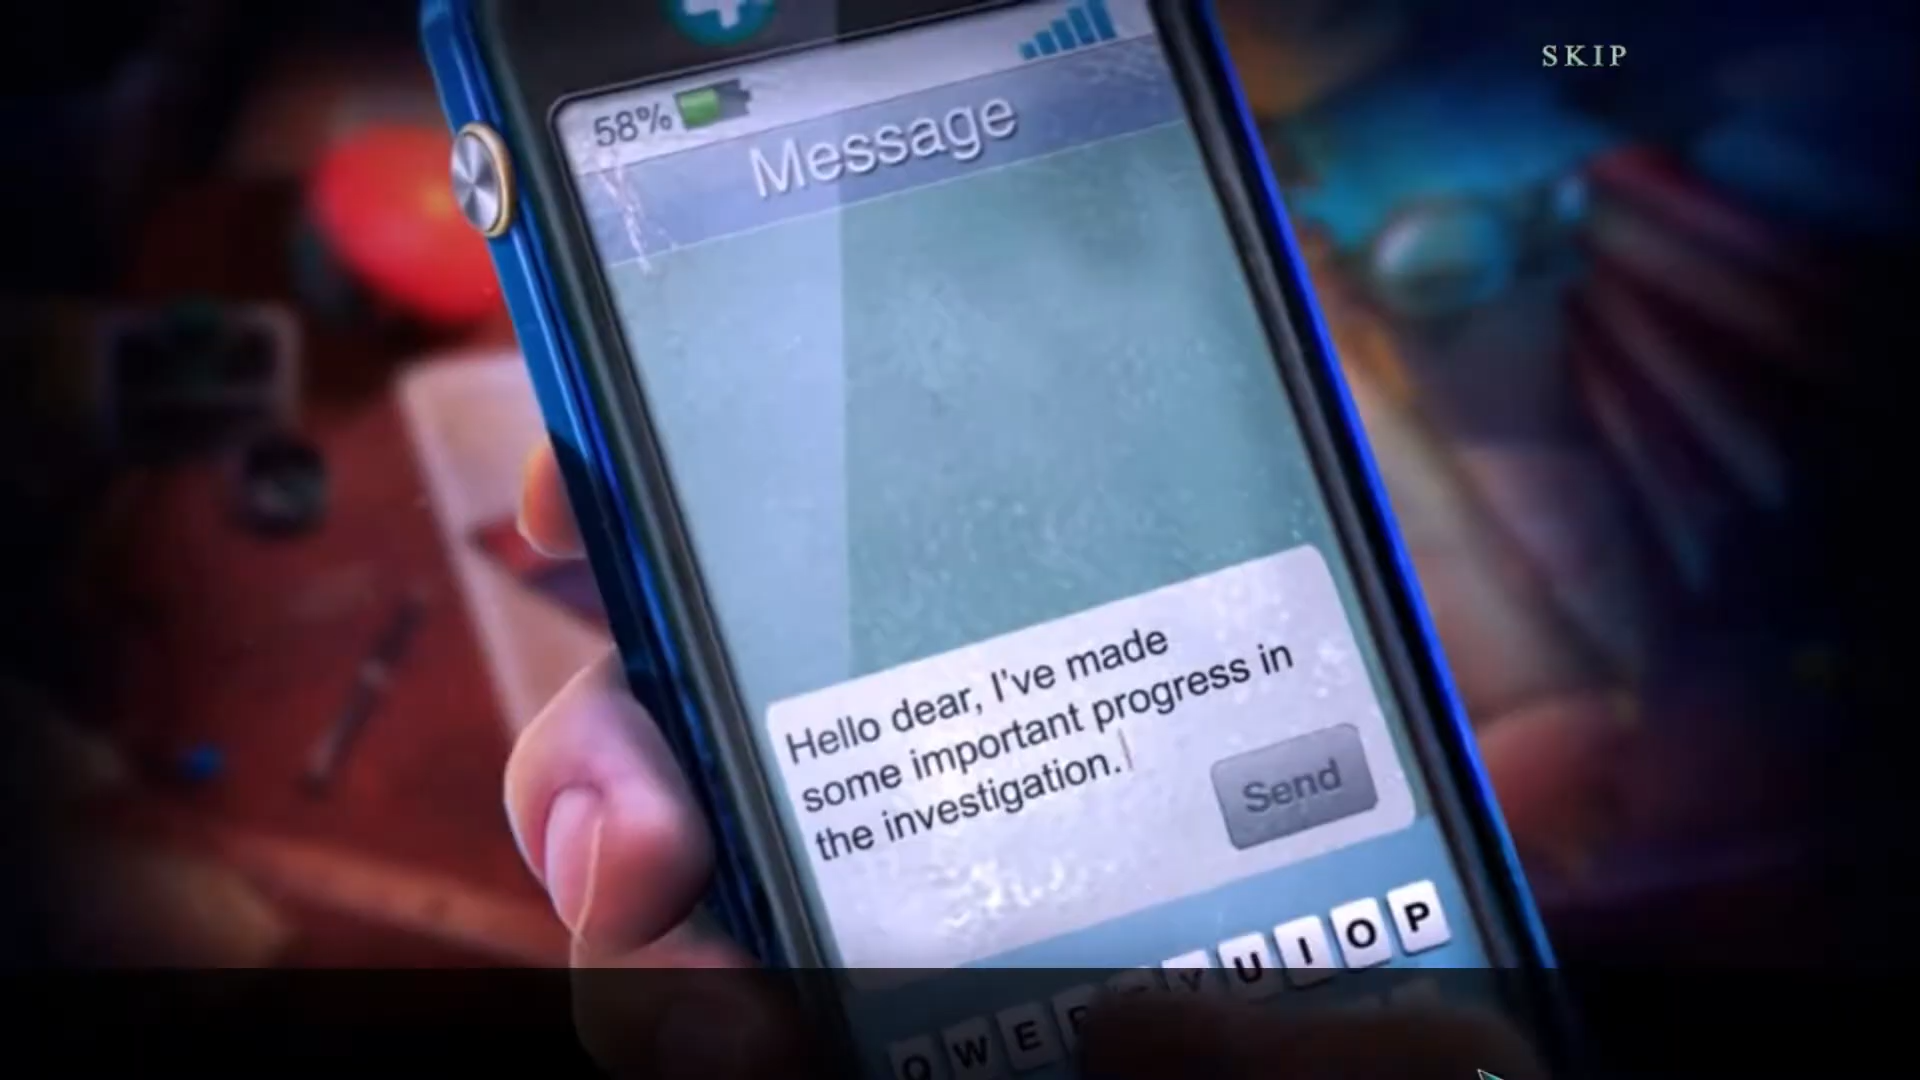 SKIP
58%
Message
Hello dear, I've made
some important progress in
the investigation.
Send
U I O P
Q W E